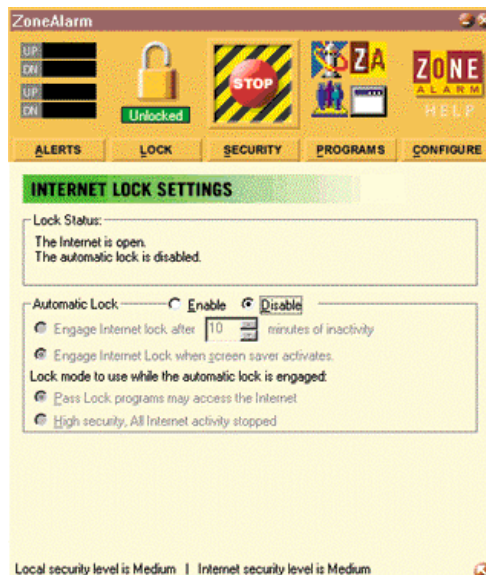 ZoneAlarm
UP
DN
UP
DN
Unlocked
STOP
ZA
ZONE
ALARM
HELP
ALERTS
LOCK
SECURITY
PROGRAMS
CONFIGURE
INTERNET LOCK SETTINGS
Lock Status:
The Internet is open.
The automatic lock is disabled.
Automatic Lock Enable Disable
Engage Internet lock after 10 minutes of inactivity
Engage Internet Lock when screen saver activates.
Lock mode to use while the automatic lock is engaged:
Pass Lock programs may access the Internet
High security, All Internet activity stopped
Local security level is Medium | Internet security level is Medium